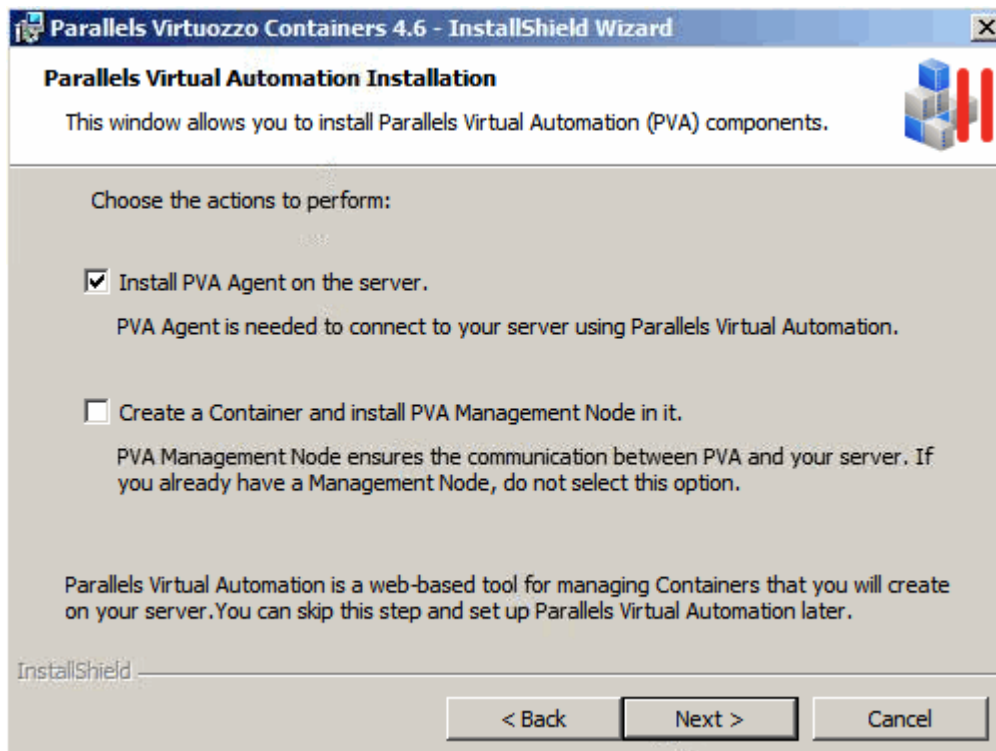 Parallels Virtuozzo Containers 4.6 - InstallShield Wizard
Parallels Virtual Automation Installation
This window allows you to install Parallels Virtual Automation (PVA) components.
Choose the actions to perform:
Install PVA Agent on the server.
PVA Agent is needed to connect to your server using Parallels Virtual Automation.
Create a Container and install PVA Management Node in it.
PVA Management Node ensures the communication between PVA and your server. If
you already have a Management Node, do not select this option.
Parallels Virtual Automation is a web-based tool for managing Containers that you will create
on your server.You can skip this step and set up Parallels Virtual Automation later.
InstallShield
< Back
Next >
Cancel